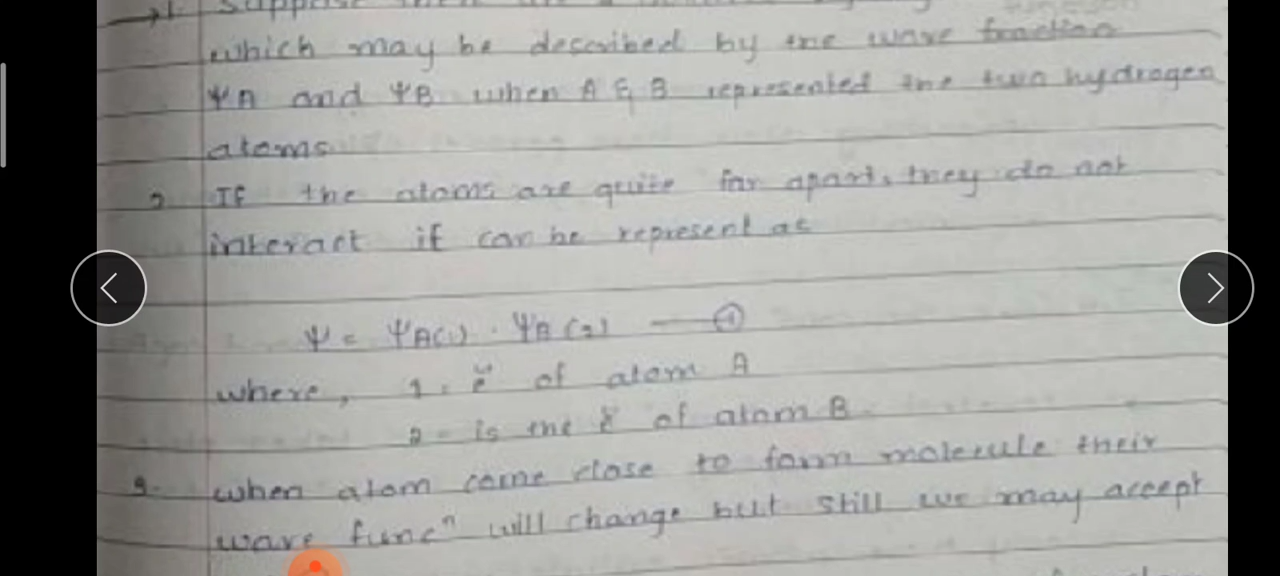 →1. Suppose
which may be described by the wave fraction
ΨA and ΨB when A & B represented the two hydrogen
atoms
2 If the atoms are quite far apart, they do not
interact it can be represent as
Ψ = ΨA(1) · ΨB(2) — ①
where, 1. e⁻ of atom A
2 - is the e⁻ of atom B.
3. when atom come close to form molecule their
wave funcⁿ will change but still we may accept